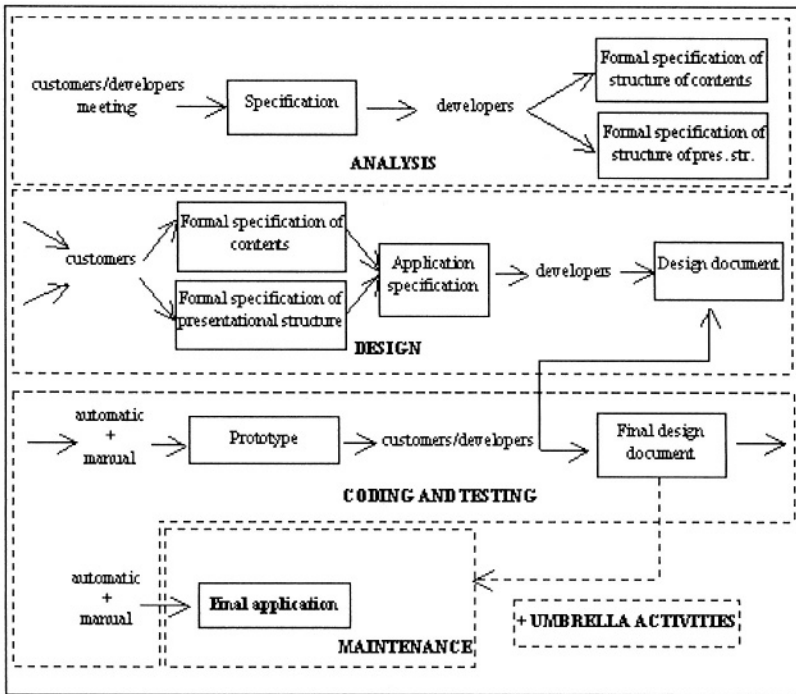 customers/developers
meeting
Specification
developers
Formal specification of
structure of contents
Formal specification of
structure of pres. str.
ANALYSIS
customers
Formal specification of
contents
Formal specification of
presentational structure
Application
specification
developers
Design document
DESIGN
automatic
+
manual
Prototype
customers/developers
Final design
document
CODING AND TESTING
automatic
+
manual
Final application
MAINTENANCE
+ UMBRELLA ACTIVITIES